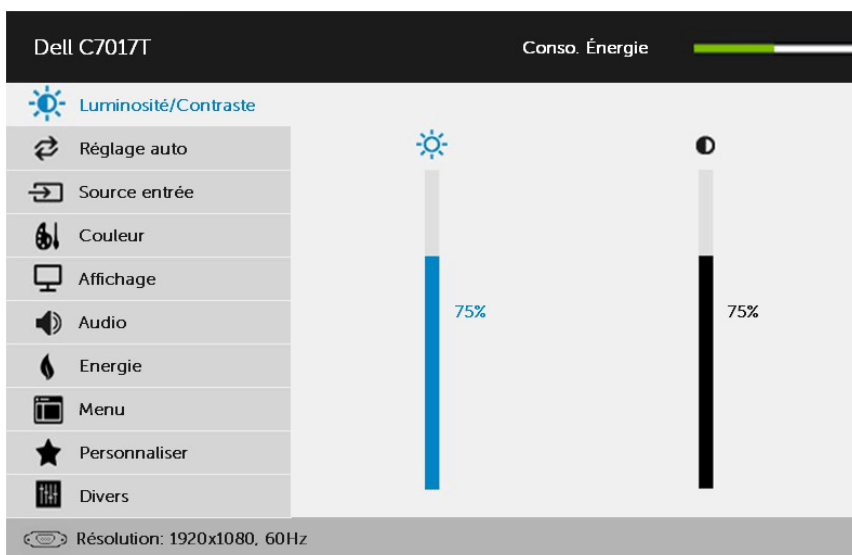 Dell C7017T
Conso. Énergie
Luminosité/Contraste
Réglage auto
Source entrée
Couleur
Affichage
Audio
Energie
Menu
Personnaliser
Divers
75%
75%
Résolution: 1920x1080, 60Hz